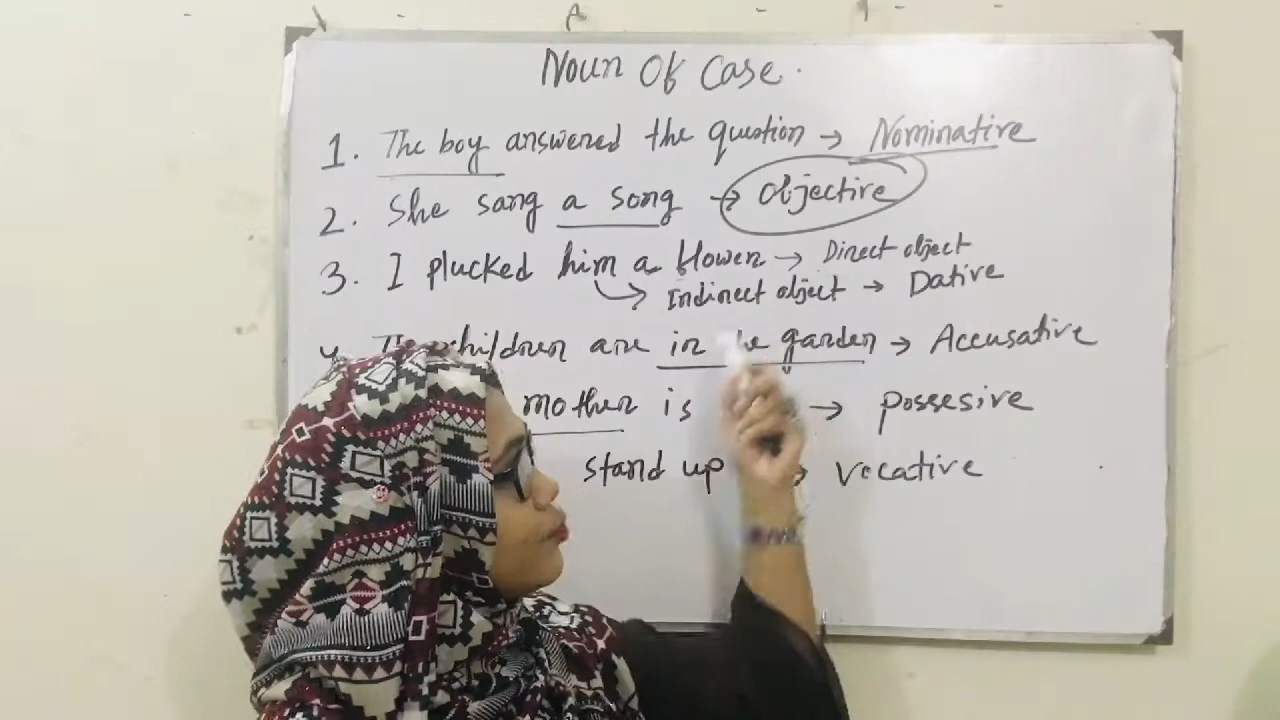 Noun Of Case.
1. The boy answered the question → Nominative
2. She sang a song → Objective
3. I plucked him a flower → Direct object
→ Indirect object → Dative
children are in the garden → Accusative
mother is → possesive
stand up → vocative